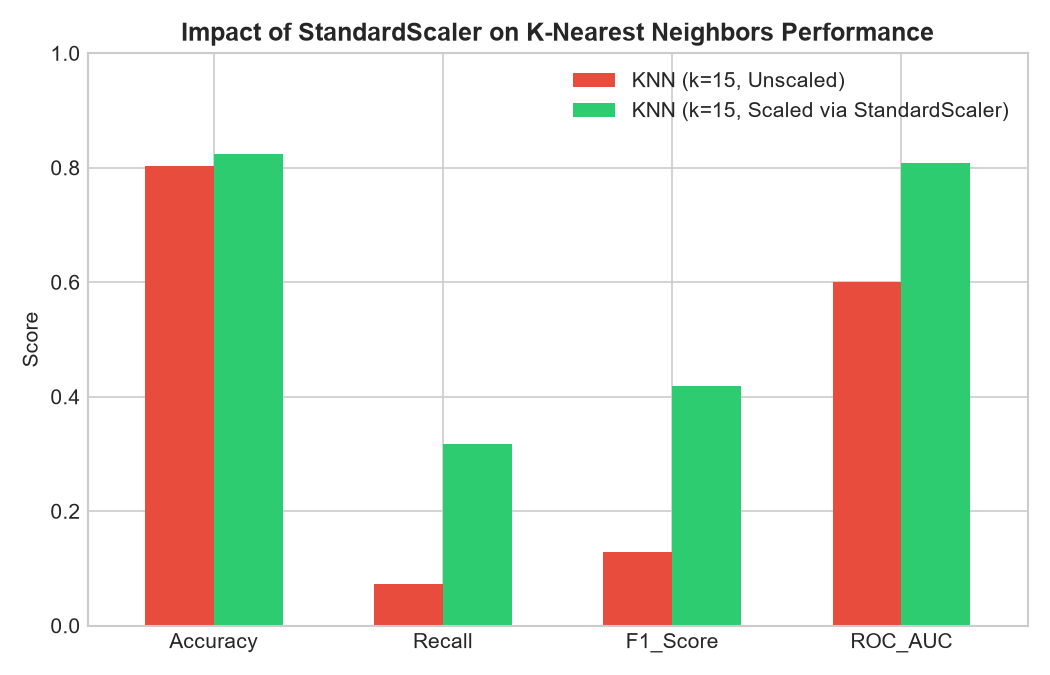 Impact of StandardScaler on K-Nearest Neighbors Performance
KNN (k=15, Unscaled)
KNN (k=15, Scaled via StandardScaler)
Score
1.0
0.8
0.6
0.4
0.2
0.0
Accuracy
Recall
F1_Score
ROC_AUC